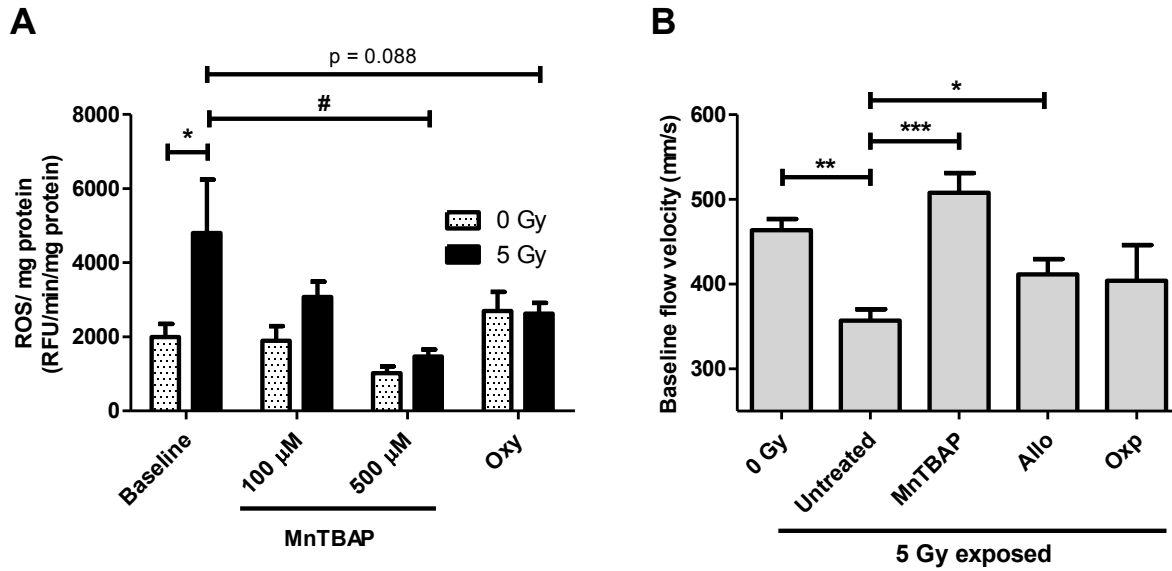 A
p = 0.088
#
*
8000
6000
4000
2000
0
ROS/ mg protein
(RFU/min/mg protein)
0 Gy
5 Gy
Baseline
100 µM
500 µM
Oxy
MnTBAP
B
*
***
**
600
500
400
300
Baseline flow velocity (mm/s)
0 Gy
Untreated
MnTBAP
Allo
Oxp
5 Gy exposed